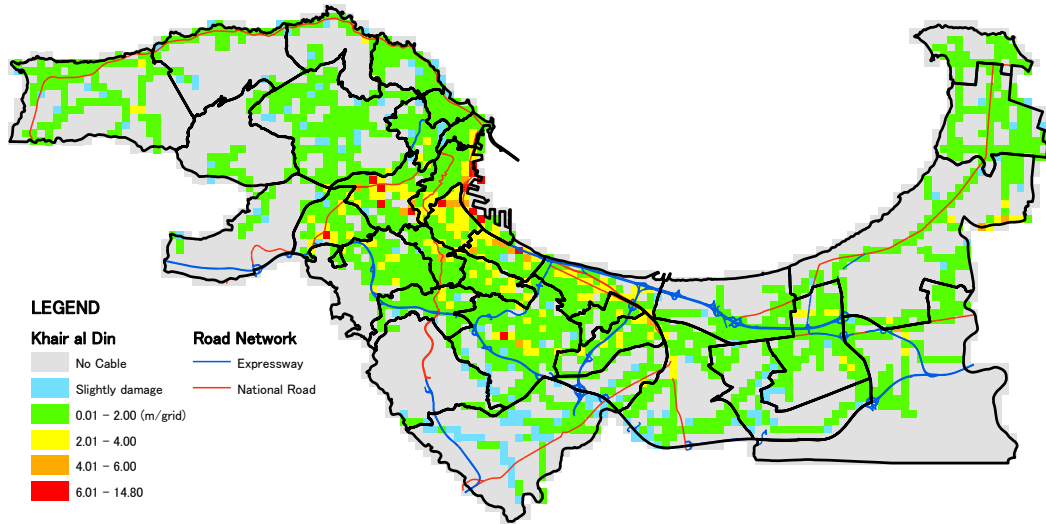 LEGEND
Khair al Din
No Cable
Slightly damage
0.01 - 2.00 (m/grid)
2.01 - 4.00
4.01 - 6.00
6.01 - 14.80
Road Network
Expressway
National Road